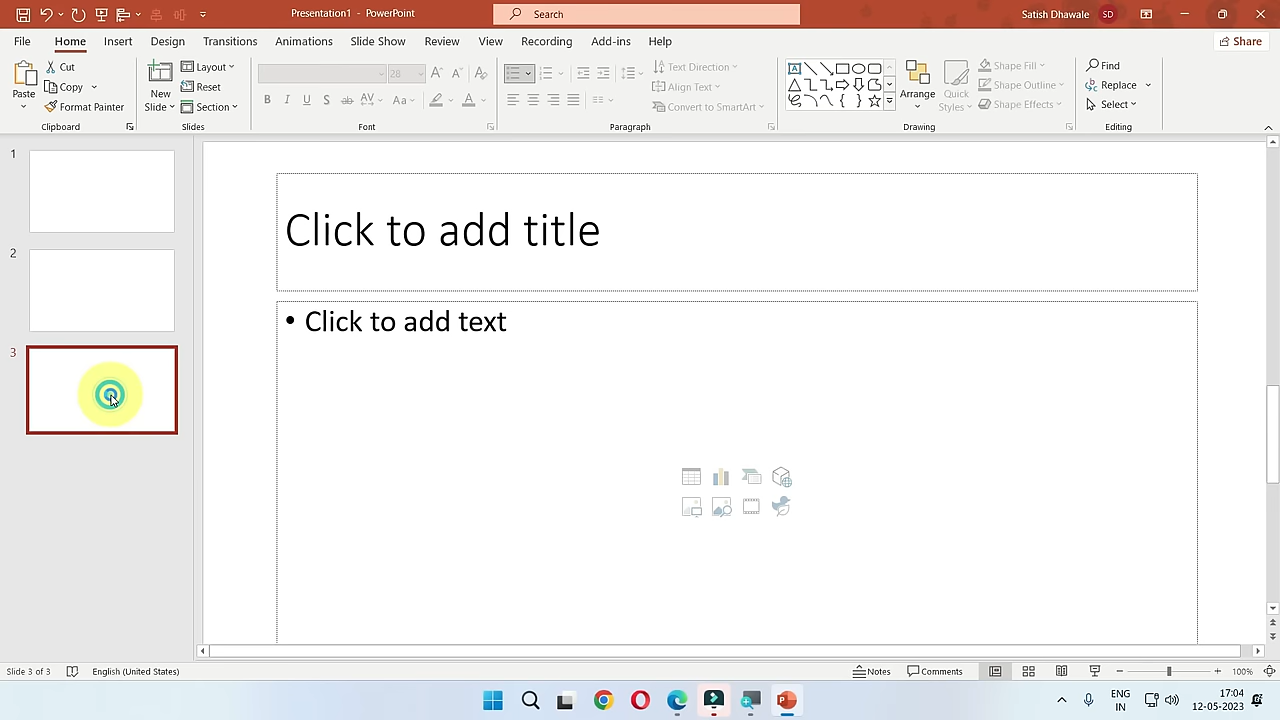 Presentation1 - PowerPoint
Search
Satish Dhawale
SD
File Home Insert Design Transitions Animations Slide Show Review View Recording Add-ins Help
Share
Paste
Cut
Copy
Format Painter
Clipboard
New
Slide
Layout
Reset
Section
Slides
28
B I U S ab AV Aa A
Font
Text Direction
Align Text
Convert to SmartArt
Paragraph
Arrange
Quick
Styles
Shape Fill
Shape Outline
Shape Effects
Drawing
Find
Replace
Select
Editing
1
2
3
Click to add title
• Click to add text
Slide 3 of 3
English (United States)
Notes
Comments
100%
ENG
IN
17:04
12-05-2023